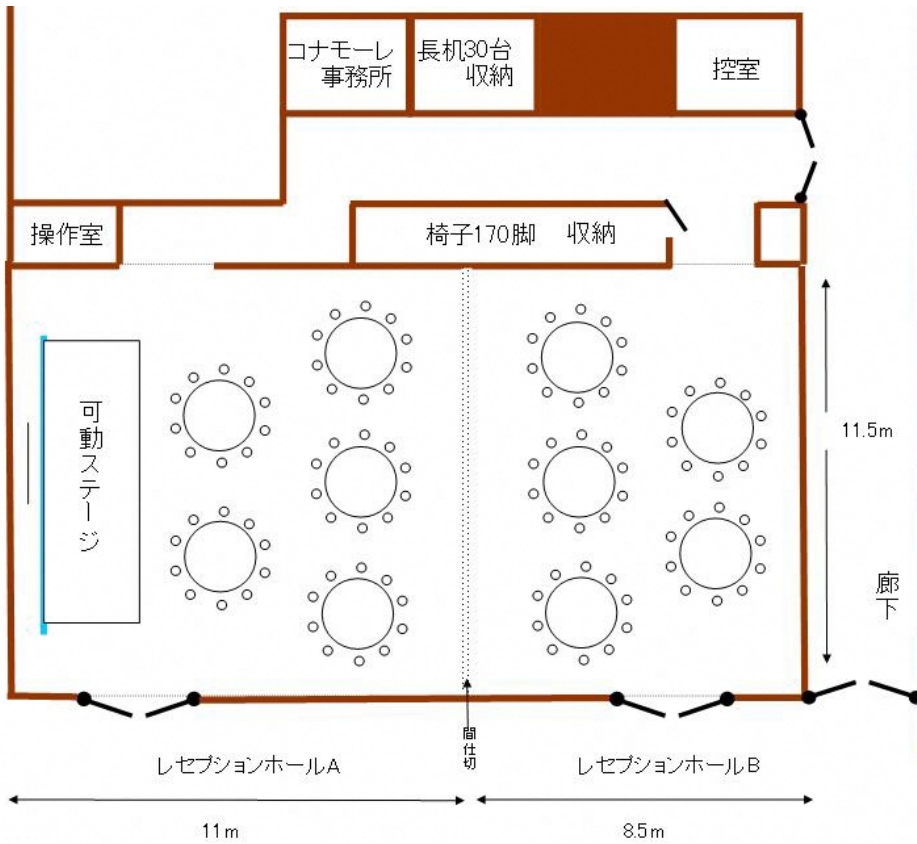 コナモーレ
事務所
長机30台
収納
控室
操作室
椅子170脚　収納
可動ステージ
11.5m
廊下
間仕切
レセプションホールA
レセプションホールB
11m
8.5m